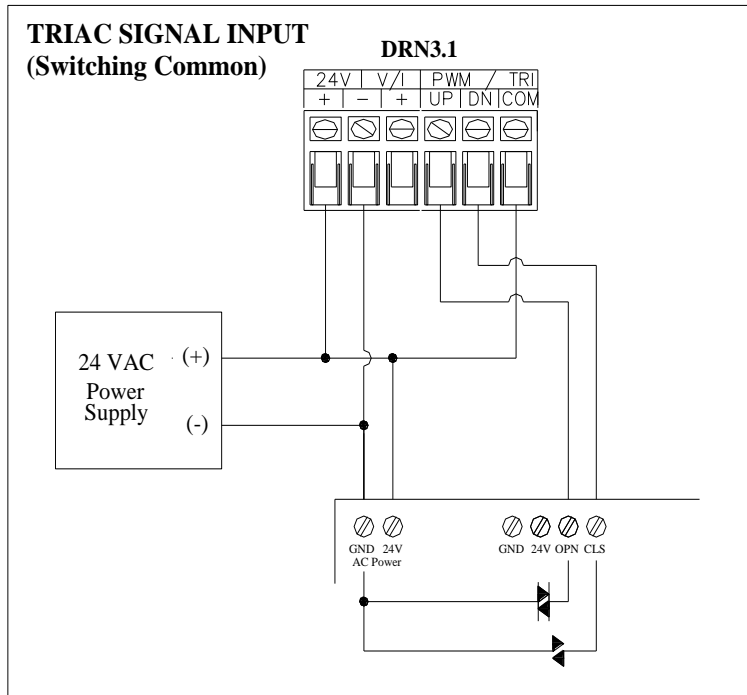 TRIAC SIGNAL INPUT
(Switching Common)
DRN3.1
24V V/I PWM / TRI
+ − + UP DN COM
24 VAC (+)
Power
Supply (-)
GND 24V GND 24V OPN CLS
AC Power